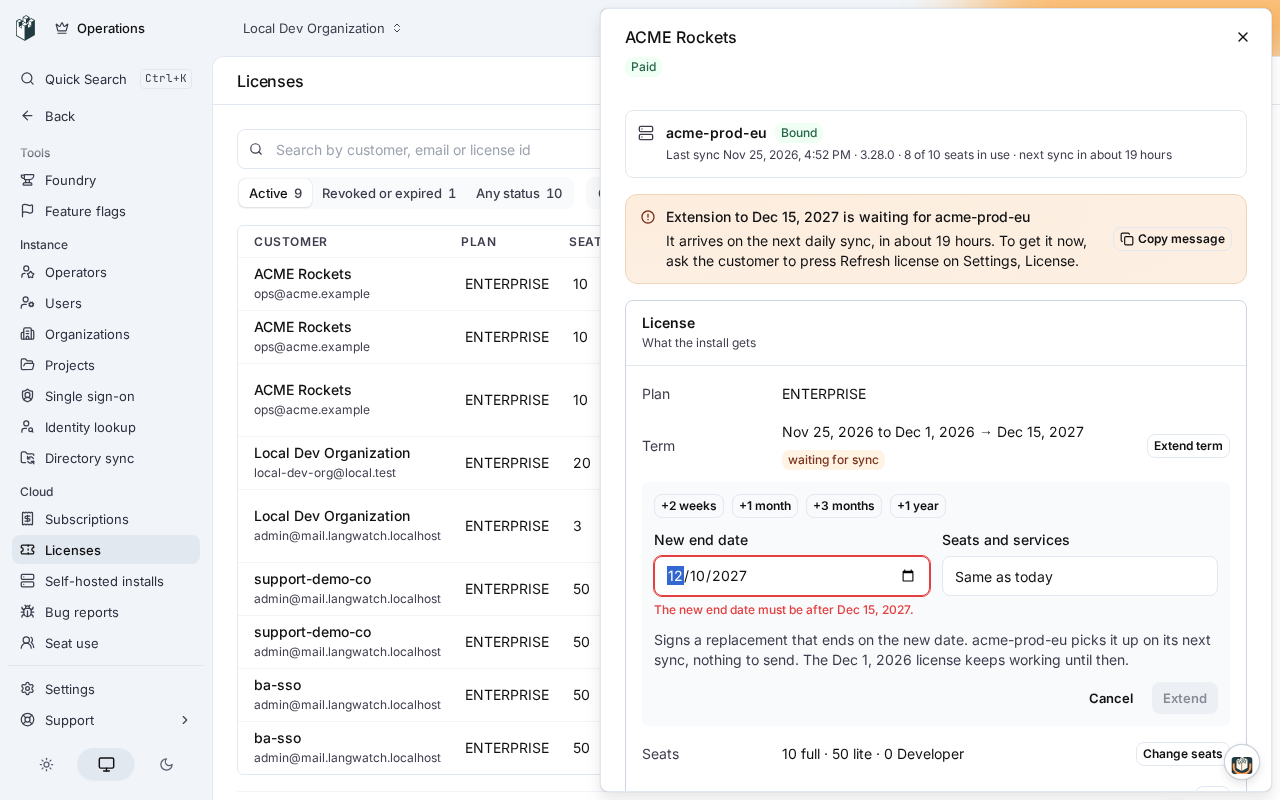 Operations
Local Dev Organization
Quick Search Ctrl+K
Back
Tools
Foundry
Feature flags
Instance
Operators
Users
Organizations
Projects
Single sign-on
Identity lookup
Directory sync
Cloud
Subscriptions
Licenses
Self-hosted installs
Bug reports
Seat use
Settings
Support
Licenses
Search by customer, email or license id
Active 9 Revoked or expired 1 Any status 10
CUSTOMER PLAN SEAT
ACME Rockets
ops@acme.example
ENTERPRISE 10
ACME Rockets
ops@acme.example
ENTERPRISE 10
ACME Rockets
ops@acme.example
ENTERPRISE 10
Local Dev Organization
local-dev-org@local.test
ENTERPRISE 20
Local Dev Organization
admin@mail.langwatch.localhost
ENTERPRISE 3
support-demo-co
admin@mail.langwatch.localhost
ENTERPRISE 50
support-demo-co
admin@mail.langwatch.localhost
ENTERPRISE 50
ba-sso
admin@mail.langwatch.localhost
ENTERPRISE 50
ba-sso
admin@mail.langwatch.localhost
ENTERPRISE 50
ACME Rockets
Paid
acme-prod-eu Bound
Last sync Nov 25, 2026, 4:52 PM · 3.28.0 · 8 of 10 seats in use · next sync in about 19 hours
Extension to Dec 15, 2027 is waiting for acme-prod-eu
It arrives on the next daily sync, in about 19 hours. To get it now,
ask the customer to press Refresh license on Settings, License.
Copy message
License
What the install gets
Plan ENTERPRISE
Term Nov 25, 2026 to Dec 1, 2026 → Dec 15, 2027
waiting for sync
Extend term
+2 weeks +1 month +3 months +1 year
New end date Seats and services
12/10/2027 Same as today
The new end date must be after Dec 15, 2027.
Signs a replacement that ends on the new date. acme-prod-eu picks it up on its next
sync, nothing to send. The Dec 1, 2026 license keeps working until then.
Cancel Extend
Seats 10 full · 50 lite · 0 Developer Change seats